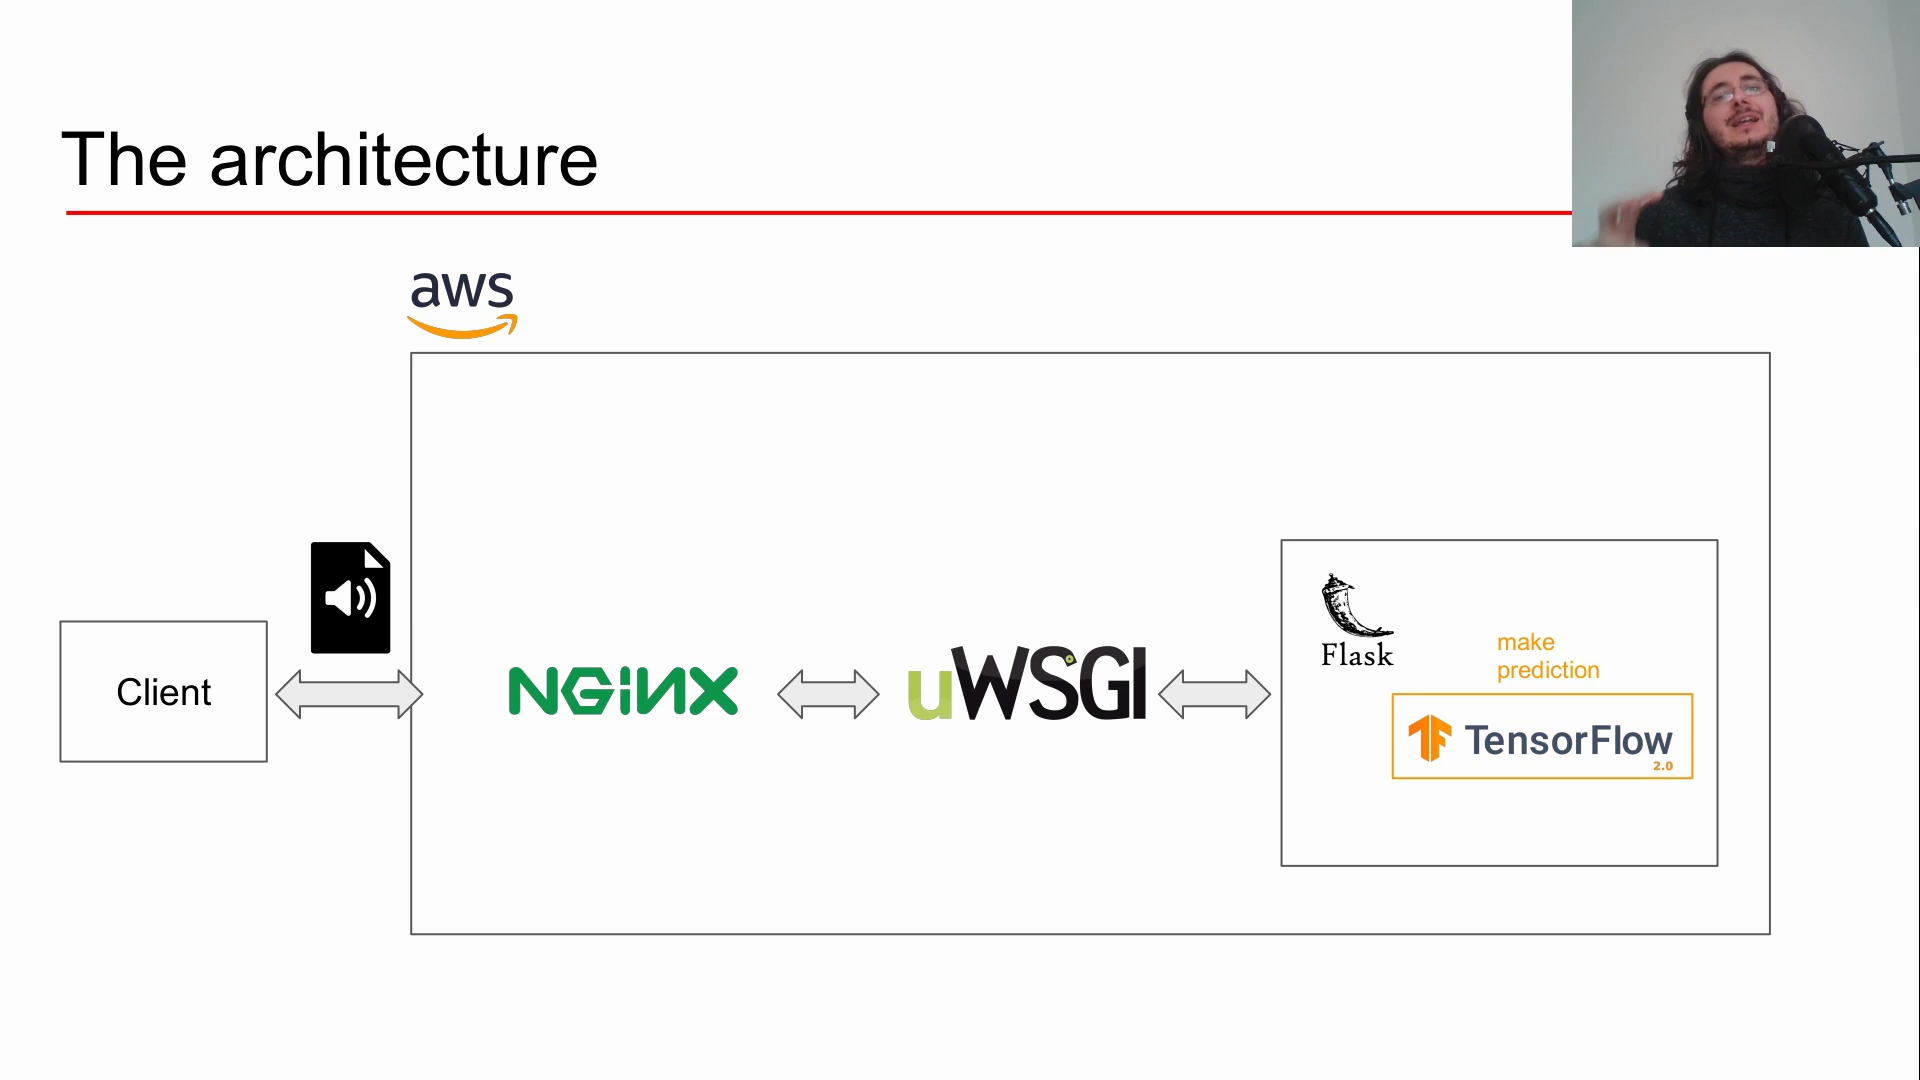 The architecture
aws
Client
NGiNX
uWSGI
Flask
make
prediction
TensorFlow
2.0